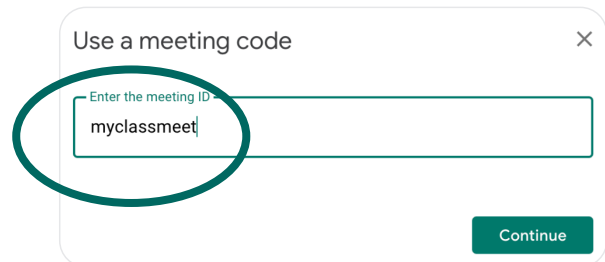 Use a meeting code
Enter the meeting ID
myclassmeet
Continue